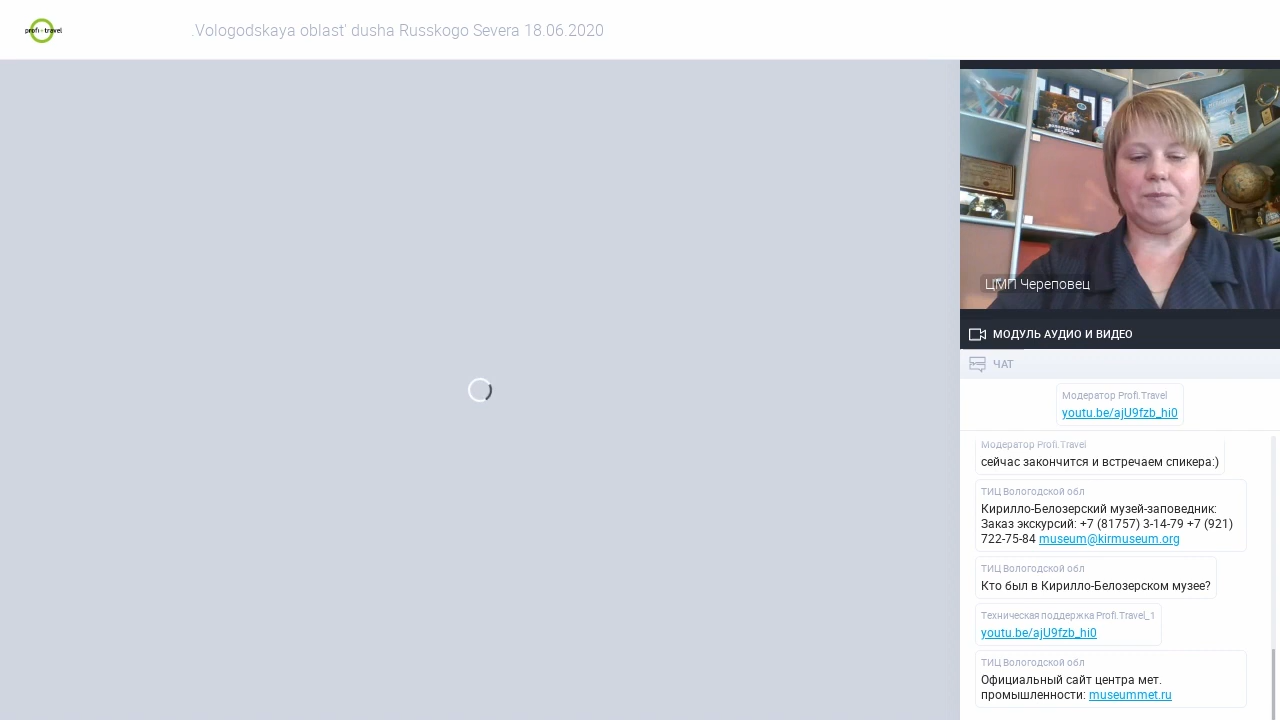 profi travel
.Vologodskaya oblast' dusha Russkogo Severa 18.06.2020
ВОЛОГОДСКАЯ
ОБЛАСТЬ
ЦМП Череповец
МОДУЛЬ АУДИО И ВИДЕО
ЧАТ
Модератор Profi.Travel
youtu.be/ajU9fzb_hi0
Модератор Profi.Travel
сейчас закончится и встречаем спикера:)
ТИЦ Вологодской обл
Кирилло-Белозерский музей-заповедник:
Заказ экскурсий: +7 (81757) 3-14-79 +7 (921)
722-75-84 museum@kirmuseum.org
ТИЦ Вологодской обл
Кто был в Кирилло-Белозерском музее?
Техническая поддержка Profi.Travel_1
youtu.be/ajU9fzb_hi0
ТИЦ Вологодской обл
Официальный сайт центра мет.
промышленности: museummet.ru